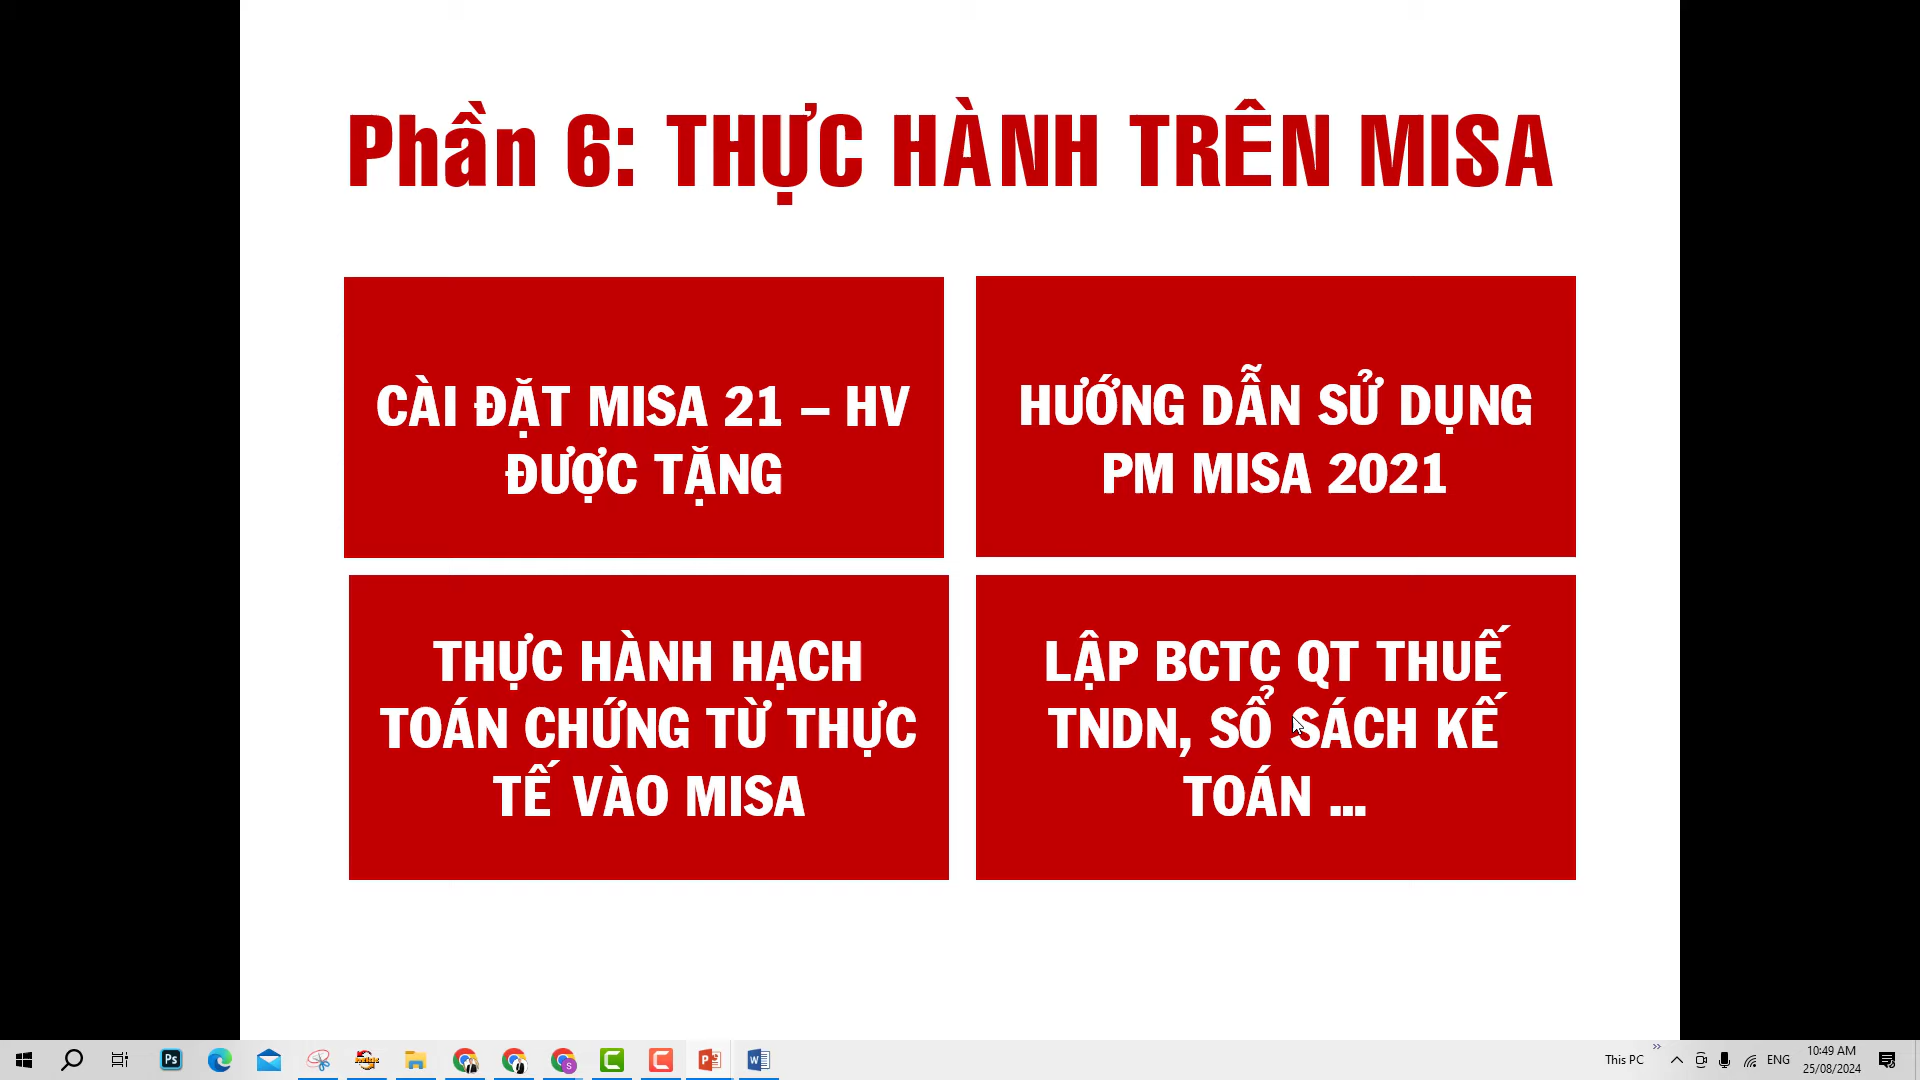 Phần 6: THỰC HÀNH TRÊN MISA
CÀI ĐẶT MISA 21 – HV
ĐƯỢC TẶNG
HƯỚNG DẪN SỬ DỤNG
PM MISA 2021
THỰC HÀNH HẠCH
TOÁN CHỨNG TỪ THỰC
TẾ VÀO MISA
LẬP BCTC QT THUẾ
TNDN, SỔ SÁCH KẾ
TOÁN ...
This PC
ENG
10:49 AM
25/08/2024